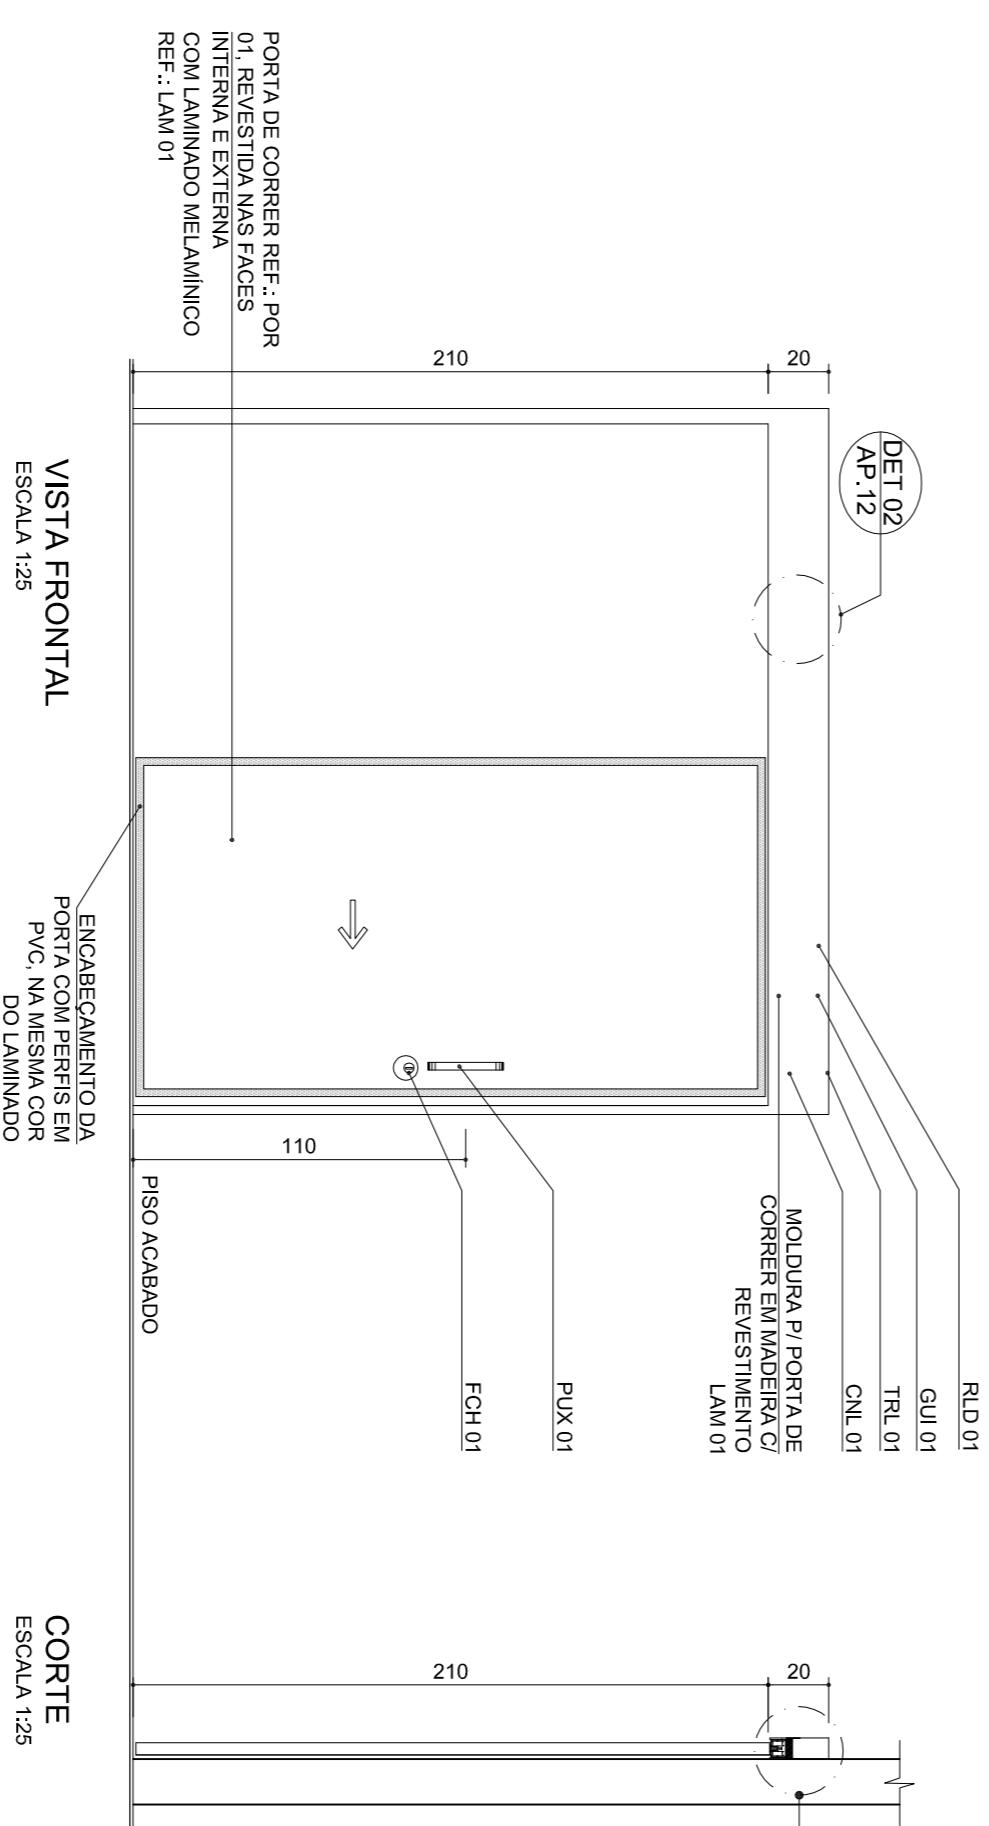 RLD 01
GUI 01
TRL 01
CNL 01
MOLDURA P/ PORTA DE
CORRER EM MADEIRA C/
REVESTIMENTO
LAM 01
DET 02
AP.12
20
210
20
210
PUX 01
FCH 01
110
PORTA DE CORRER REF.: POR
01, REVESTIDA NAS FACES
INTERNA E EXTERNA
COM LAMINADO MELAMÍNICO
REF.: LAM 01
PISO ACABADO
ENCABEÇAMENTO DA
PORTA COM PERFIS EM
PVC, NA MESMA COR
DO LAMINADO
VISTA FRONTAL
ESCALA 1:25
CORTE
ESCALA 1:25